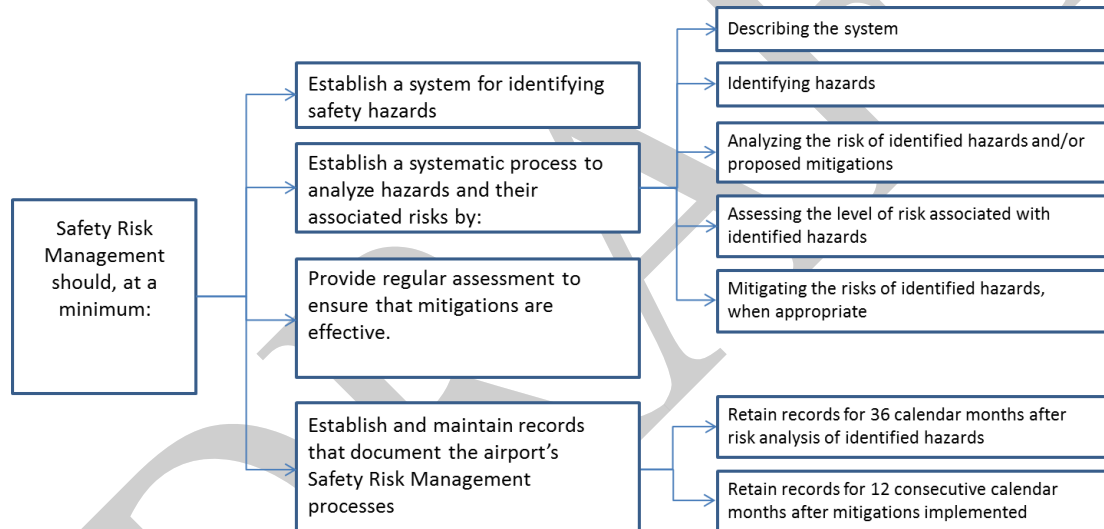 Safety Risk
Management
should, at a
minimum:
Establish a system for identifying
safety hazards
Establish a systematic process to
analyze hazards and their
associated risks by:
Describing the system
Identifying hazards
Analyzing the risk of identified hazards and/or
proposed mitigations
Assessing the level of risk associated with
identified hazards
Mitigating the risks of identified hazards,
when appropriate
Provide regular assessment to
ensure that mitigations are
effective.
Establish and maintain records
that document the airport’s
Safety Risk Management
processes
Retain records for 36 calendar months after
risk analysis of identified hazards
Retain records for 12 consecutive calendar
months after mitigations implemented